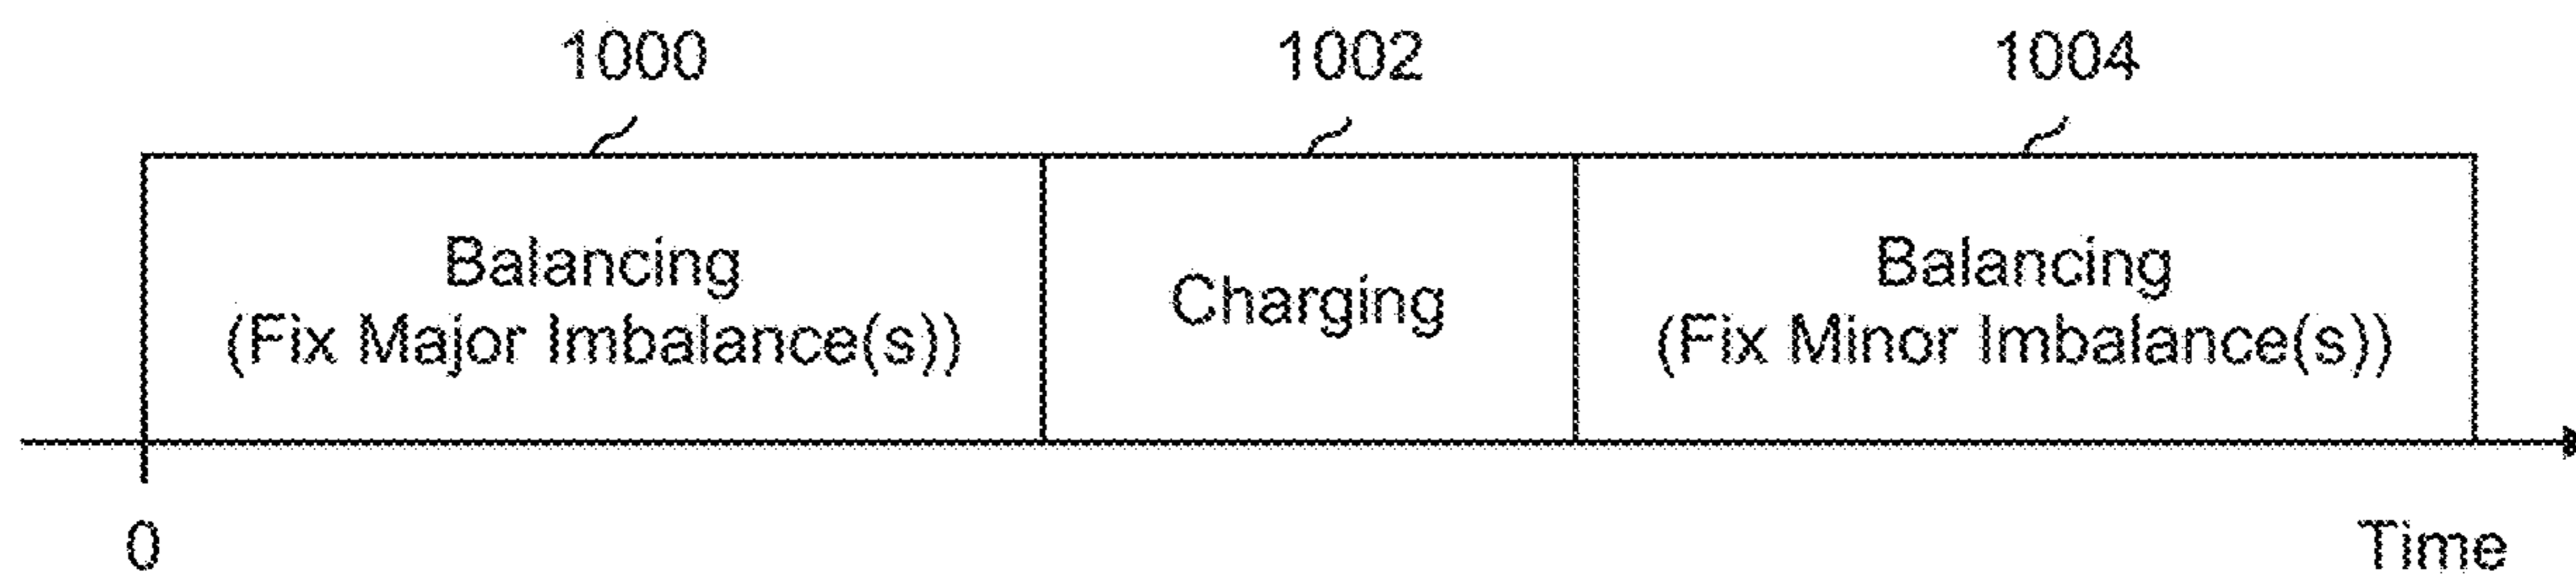 1000
1002
1004
Balancing
(Fix Major Imbalance(s))
Charging
Balancing
(Fix Minor Imbalance(s))
0
Time